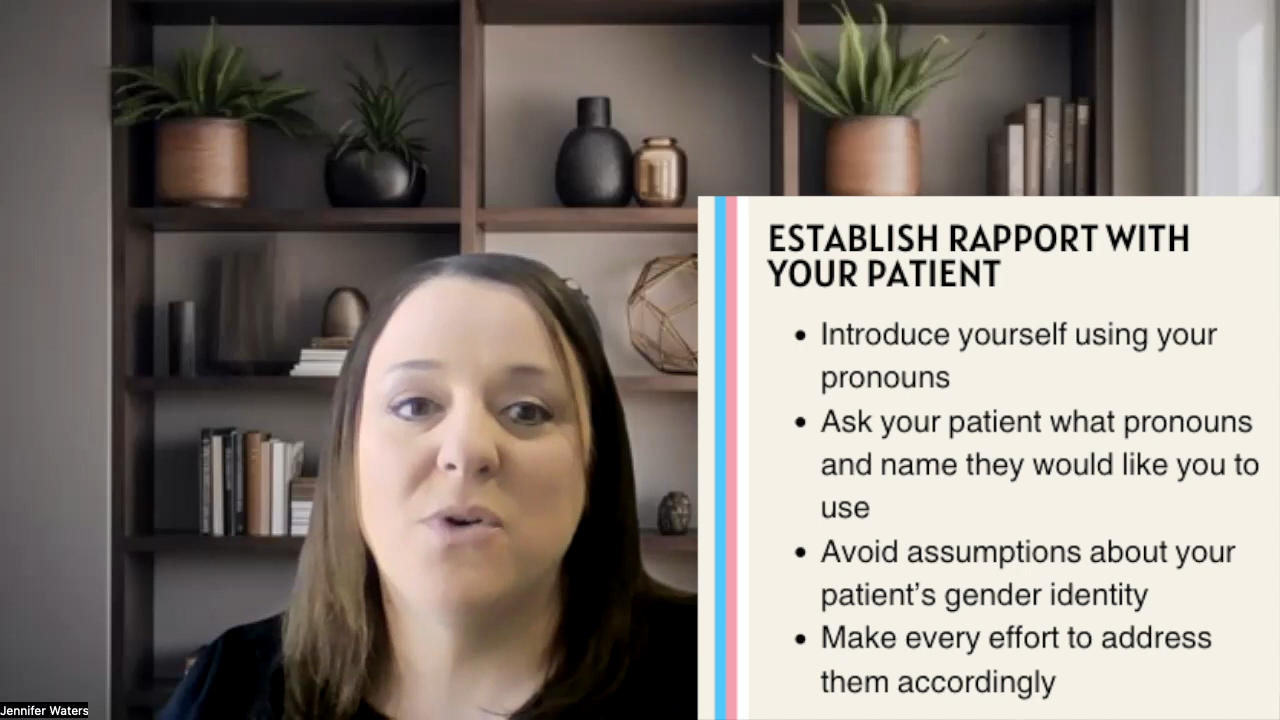 ESTABLISH RAPPORT WITH
YOUR PATIENT
• Introduce yourself using your
pronouns
• Ask your patient what pronouns
and name they would like you to
use
• Avoid assumptions about your
patient's gender identity
• Make every effort to address
them accordingly
Jennifer Waters